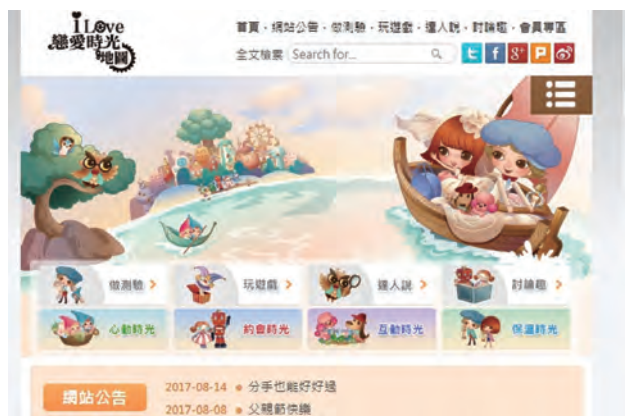 I Love
戀愛時光
地圖
首頁・網站公告・做測驗・玩遊戲・達人說・討論趣・會員專區
全文檢索 Search for...
做測驗 >
玩遊戲 >
達人說 >
討論趣 >
心動時光
約會時光
互動時光
保溫時光
網站公告
2017-08-14 分手也能好好過
2017-08-08 父親節快樂